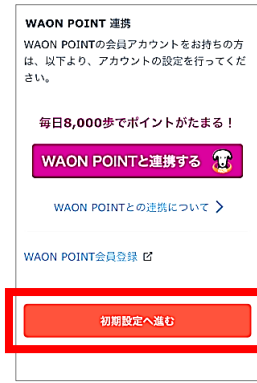 WAON POINT 連携
WAON POINTの会員アカウントをお持ちの方
は、以下より、アカウントの設定を行ってくだ
さい。
毎日8,000歩でポイントがたまる！
WAON POINTと連携する
WAON POINTとの連携について
WAON POINT会員登録
初期設定へ進む